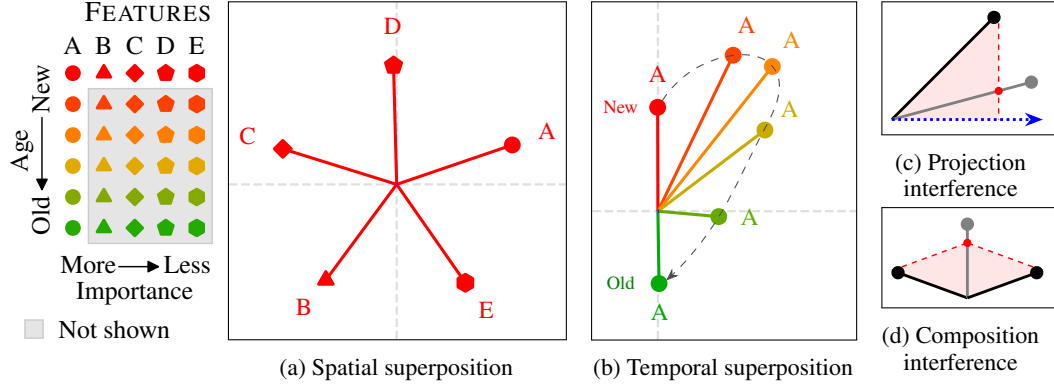 FEATURES
A B C D E
New
Age
Old
More Less
Importance
Not shown
D
C
A
B
E
(a) Spatial superposition
A
A
A
New
A
A
Old
A
(b) Temporal superposition
(c) Projection
interference
(d) Composition
interference